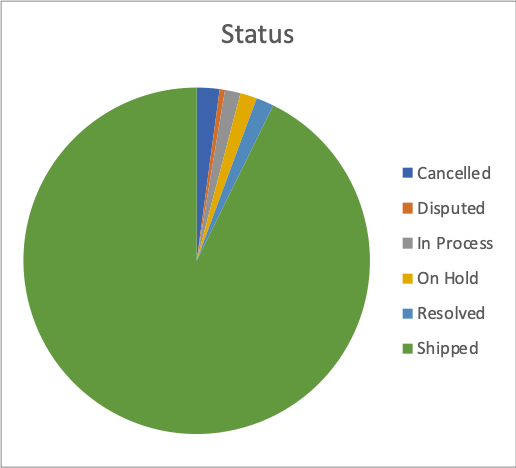 Status
Cancelled
Disputed
In Process
On Hold
Resolved
Shipped